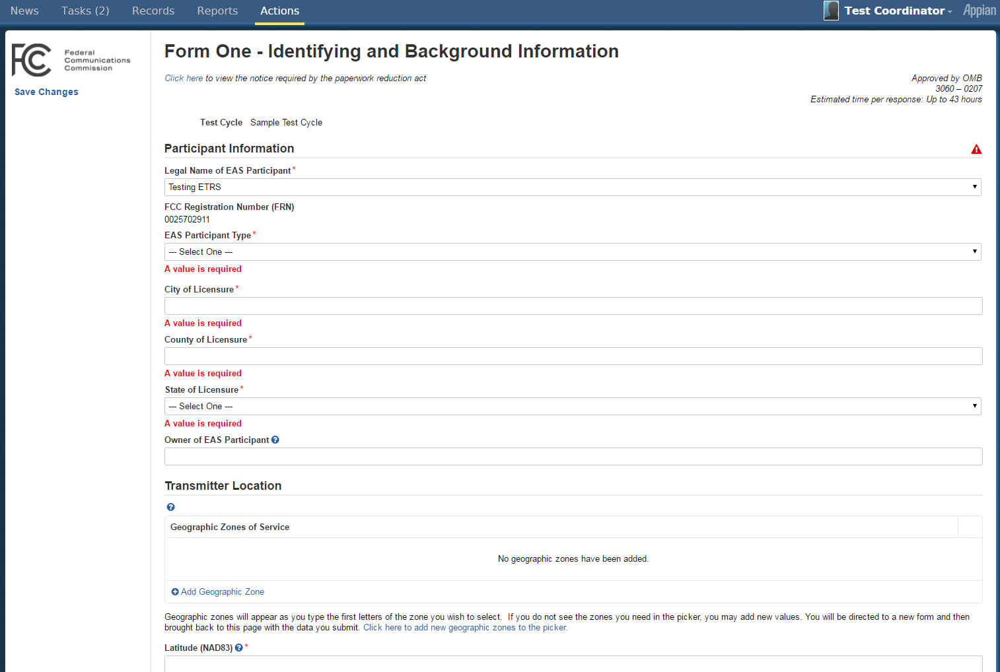 News Tasks (2) Records Reports Actions Test Coordinator Appian
FCC Federal
Communications
Commission
Save Changes
Form One - Identifying and Background Information
Click here to view the notice required by the paperwork reduction act
Approved by OMB
3060 – 0207
Estimated time per response: Up to 43 hours
Test Cycle Sample Test Cycle
Participant Information
Legal Name of EAS Participant*
Testing ETRS
FCC Registration Number (FRN)
0025702911
EAS Participant Type*
--- Select One ---
A value is required
City of Licensure*
A value is required
County of Licensure*
A value is required
State of Licensure*
--- Select One ---
A value is required
Owner of EAS Participant
Transmitter Location
Geographic Zones of Service
No geographic zones have been added.
Add Geographic Zone
Geographic zones will appear as you type the first letters of the zone you wish to select.  If you do not see the zones you need in the picker, you may add new values. You will be directed to a new form and then
brought back to this page with the data you submit. Click here to add new geographic zones to the picker.
Latitude (NAD83) *